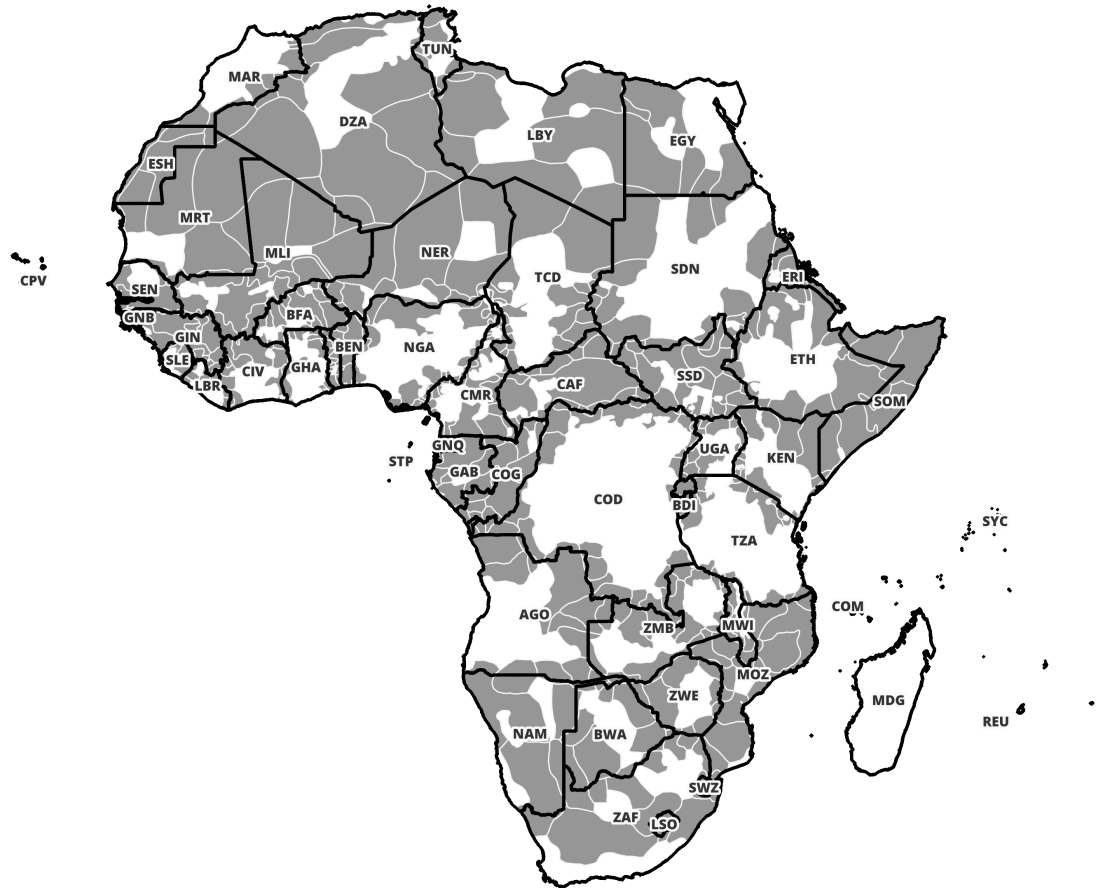 TUN
MAR
DZA
LBY
EGY
ESH
MRT
MLI
NER
TCD
SDN
ERI
CPV
SEN
GNB
BFA
GIN
BEN
NGA
SLE
CIV
GHA
ETH
LBR
CMR
CAF
SSD
SOM
GNQ
UGA
KEN
STP
GAB
COG
COD
BDI
SYC
TZA
COM
AGO
ZMB
MWI
MOZ
ZWE
MDG
REU
NAM
BWA
SWZ
ZAF
LSO